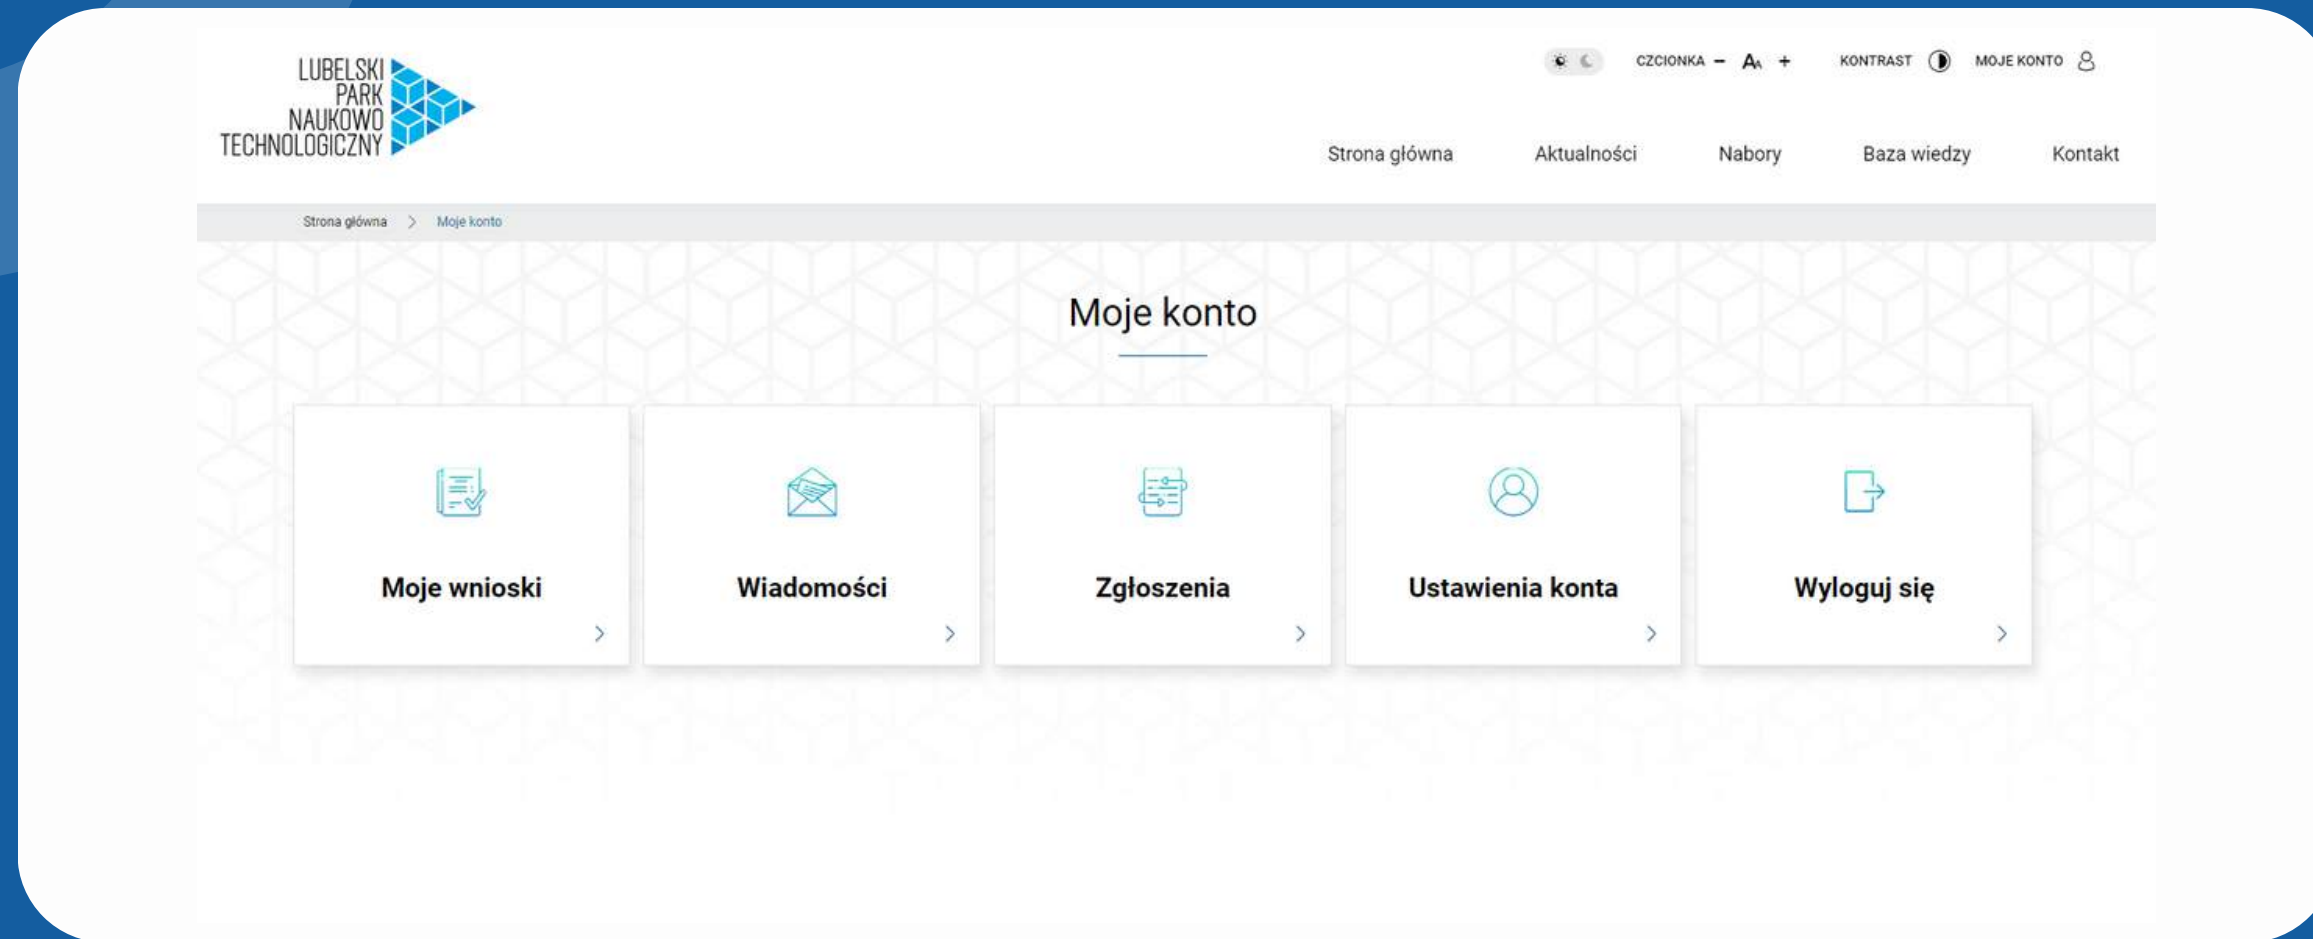 LUBELSKI
PARK
NAUKOWO
TECHNOLOGICZNY
CZCIONKA - AA +
KONTRAST
MOJE KONTO
Strona główna
Aktualności
Nabory
Baza wiedzy
Kontakt
Strona główna > Moje konto
Moje konto
Moje wnioski
Wiadomości
Zgłoszenia
Ustawienia konta
Wyloguj się